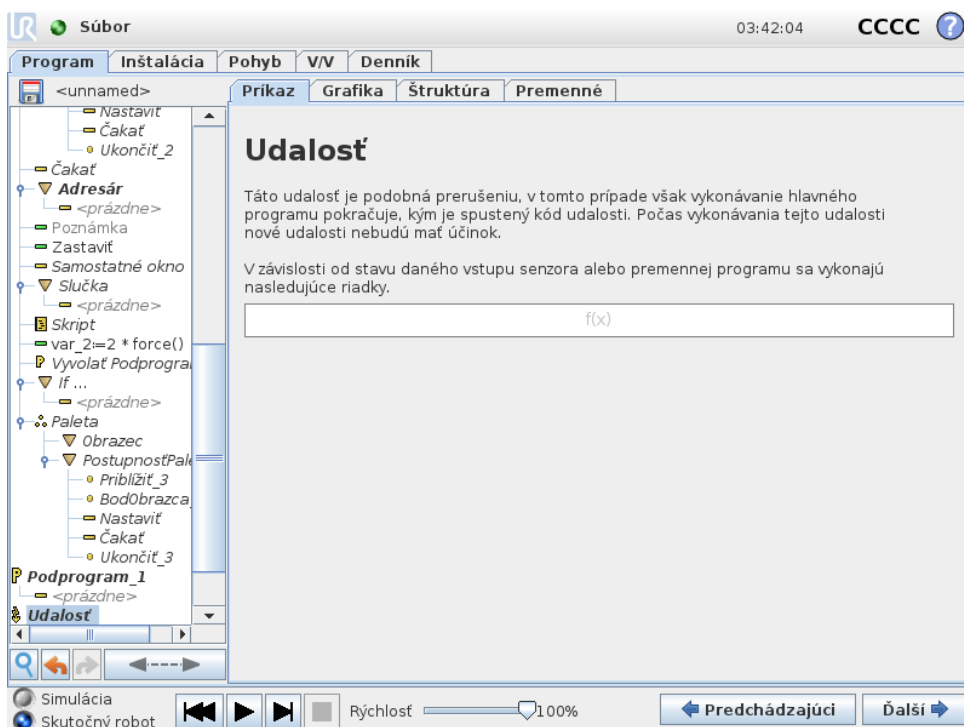 Súbor
03:42:04
CCCC
?
Program
Inštalácia
Pohyb
V/V
Denník
<unnamed>
Príkaz
Grafika
Štruktúra
Premenné
Nastaviť
Čakať
Ukončiť_2
Čakať
Adresár
<prázdne>
Poznámka
Zastaviť
Samostatné okno
Slučka
<prázdne>
Skript
var_2:=2 * force()
Vyvolať Podprogra
If ...
<prázdne>
Paleta
Obrazec
PostupnosťPale
Priblížiť_3
BodObrazca
Nastaviť
Čakať
Ukončiť_3
Podprogram_1
<prázdne>
Udalosť
Udalosť
Táto udalosť je podobná prerušeniu, v tomto prípade však vykonávanie hlavného
programu pokračuje, kým je spustený kód udalosti. Počas vykonávania tejto udalosti
nové udalosti nebudú mať účinok.
V závislosti od stavu daného vstupu senzora alebo premennej programu sa vykonajú
nasledujúce riadky.
f(x)
Simulácia
Skutočný robot
Rýchlosť
100%
Predchádzajúci
Ďalší